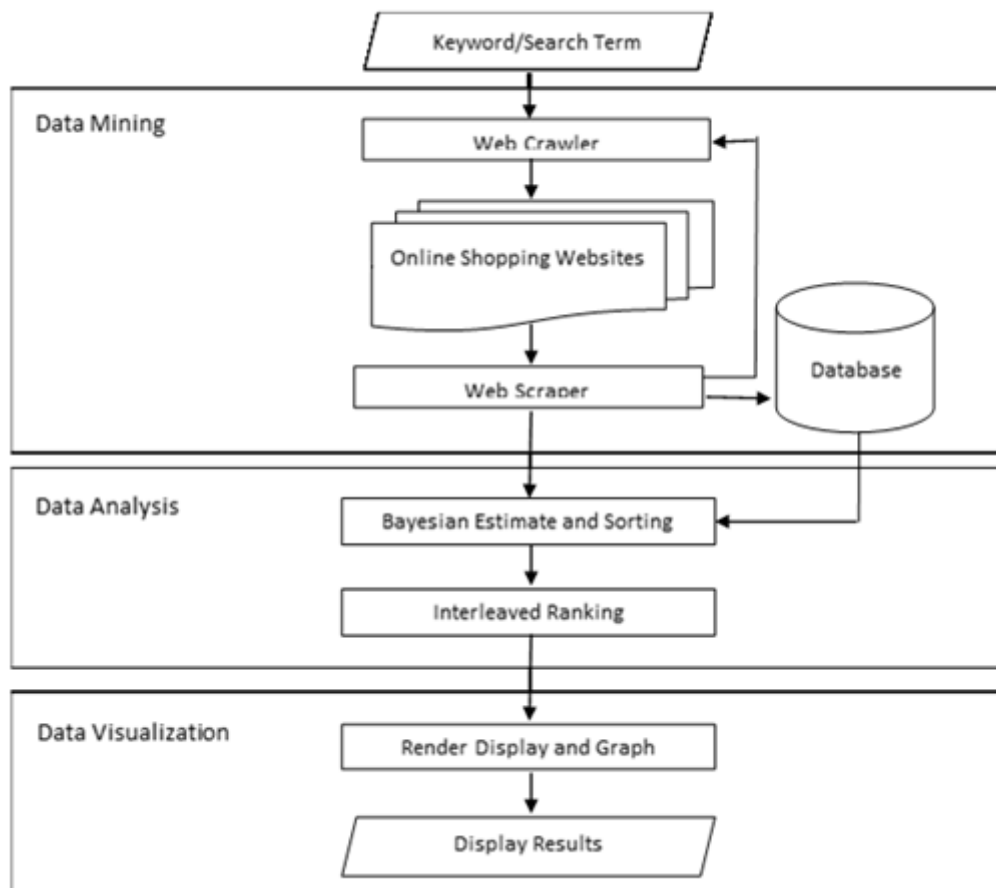 Keyword/Search Term
Data Mining
Web Crawler
Online Shopping Websites
Web Scraper
Database
Data Analysis
Bayesian Estimate and Sorting
Interleaved Ranking
Data Visualization
Render Display and Graph
Display Results